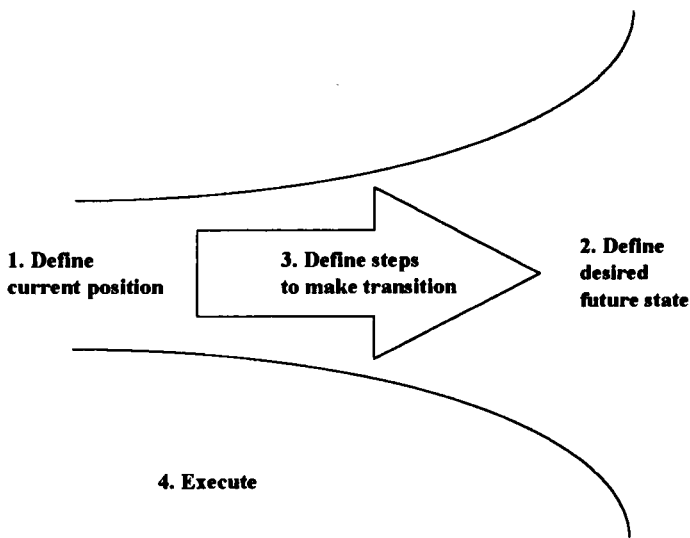 1. Define
current position
3. Define steps
to make transition
2. Define
desired
future state
4. Execute